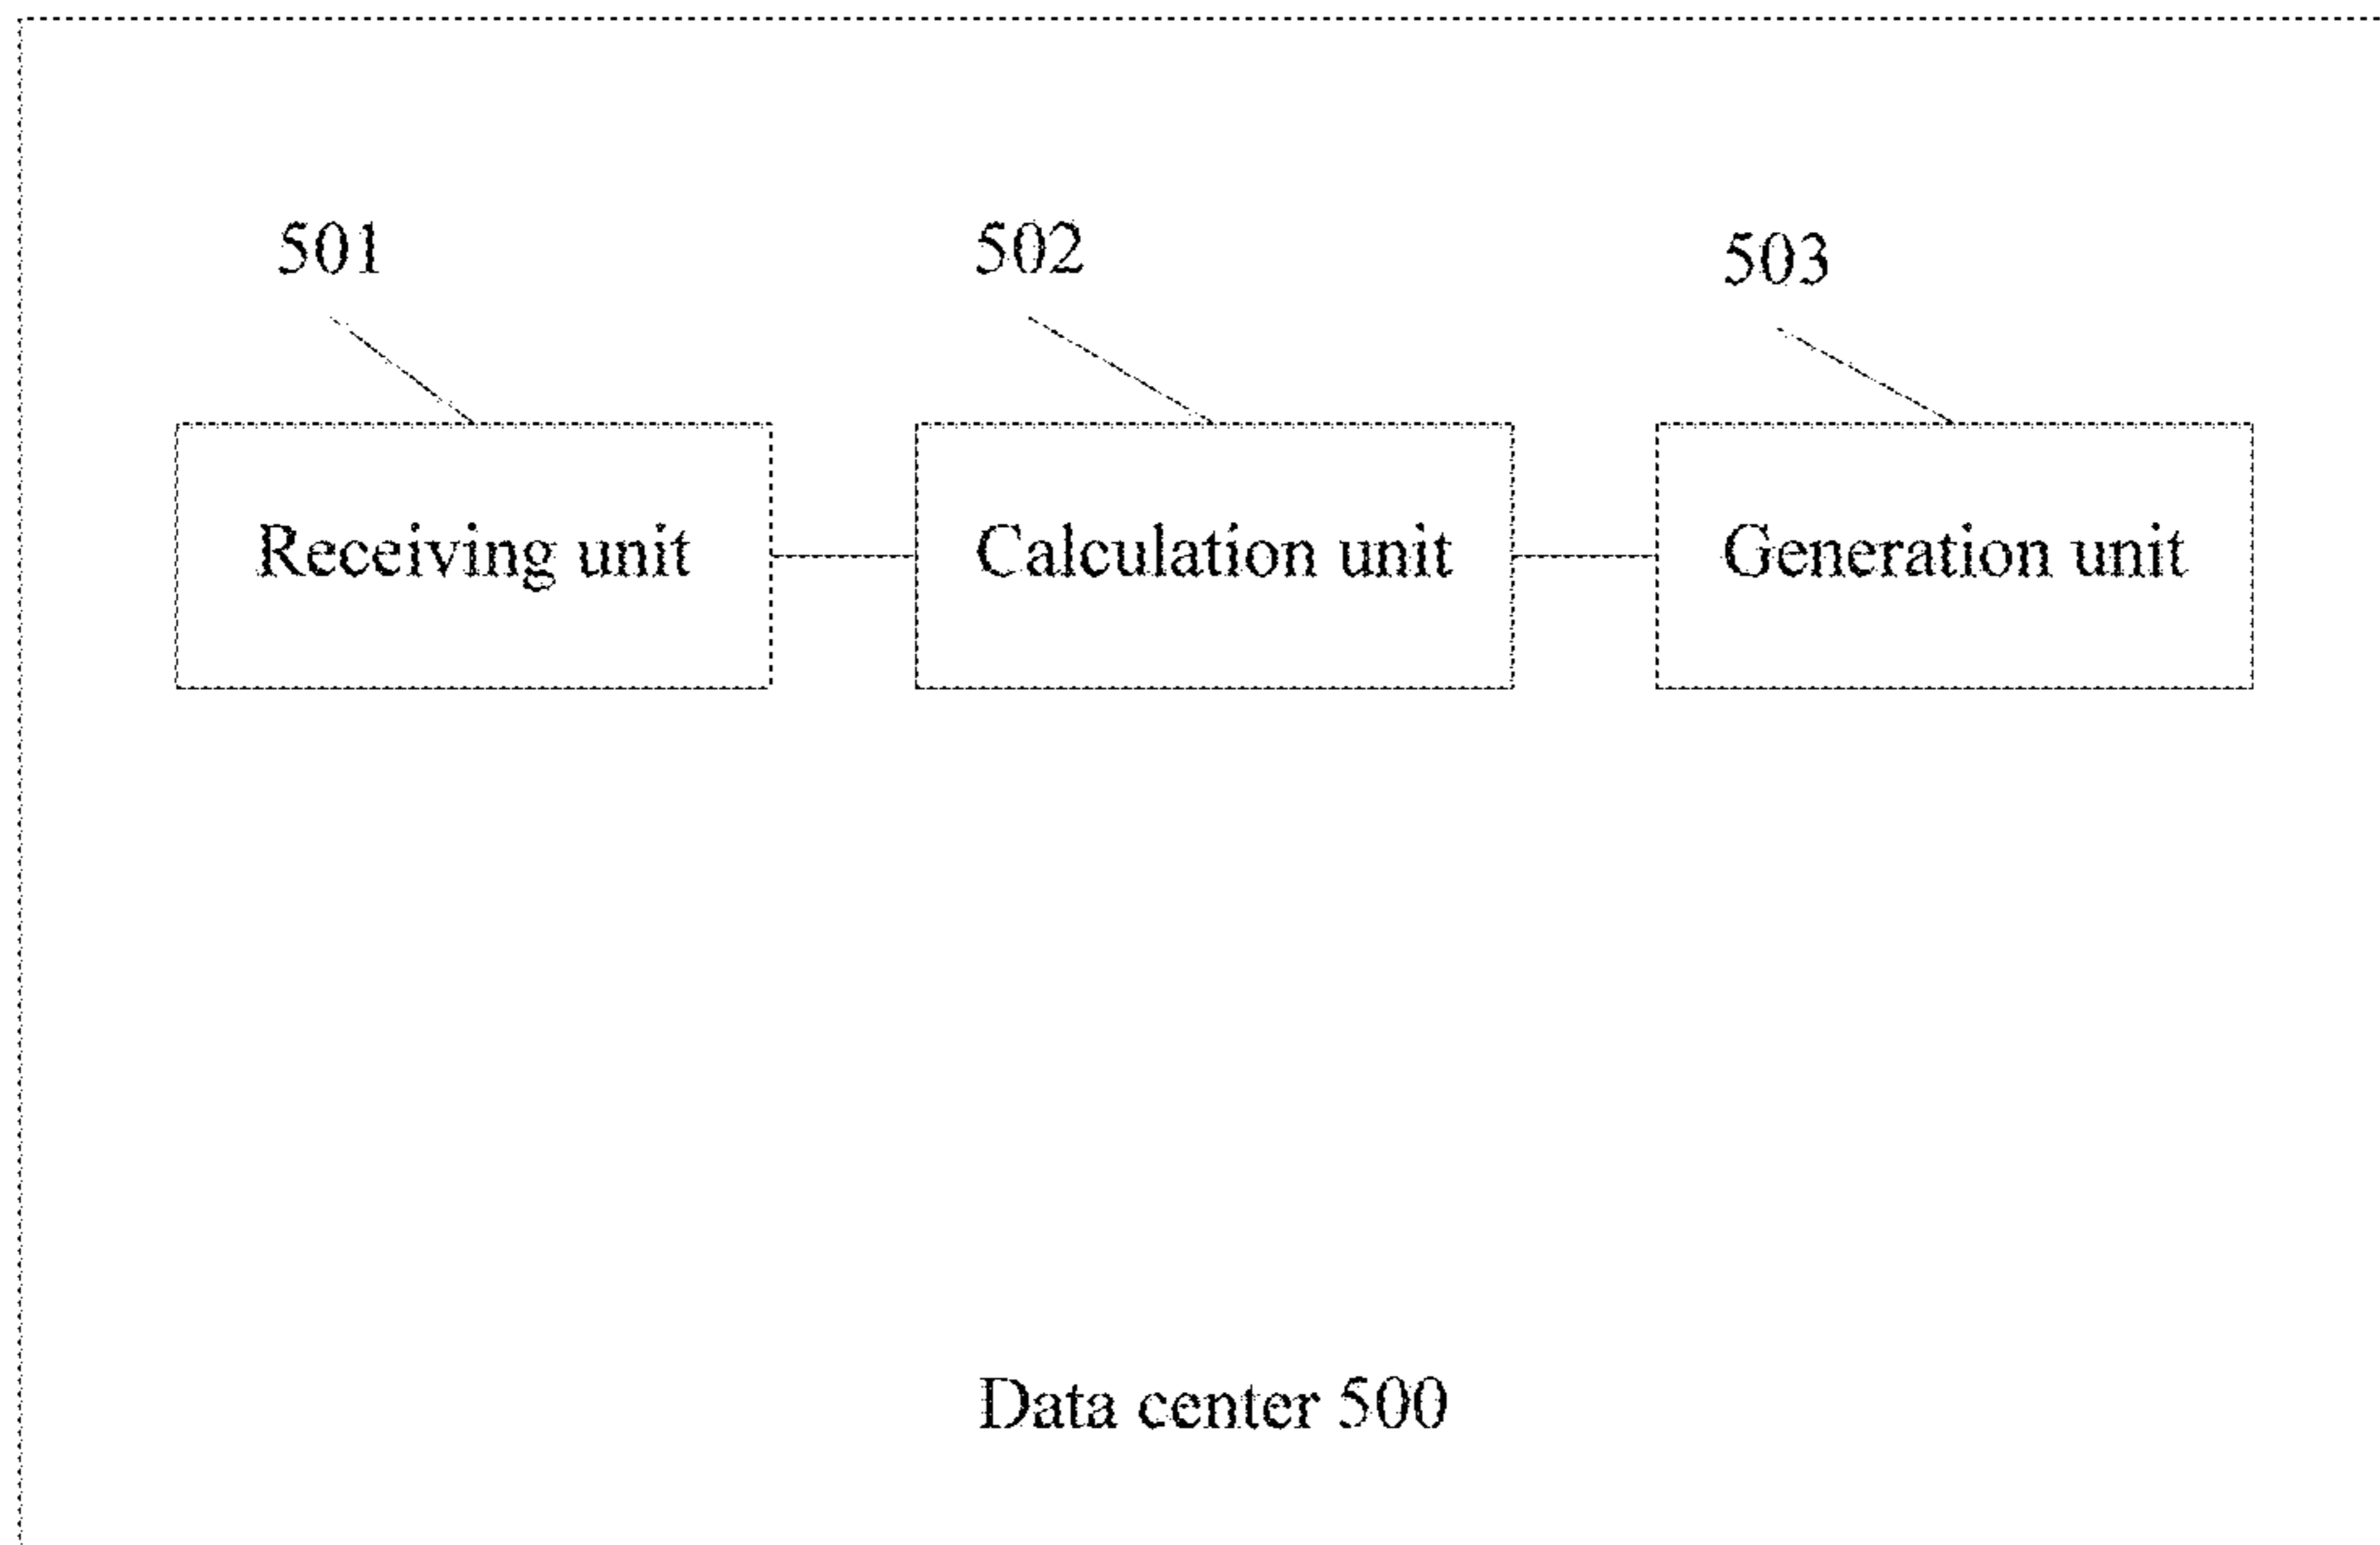 501
502
503
Receiving unit
Calculation unit
Generation unit
Data center 500